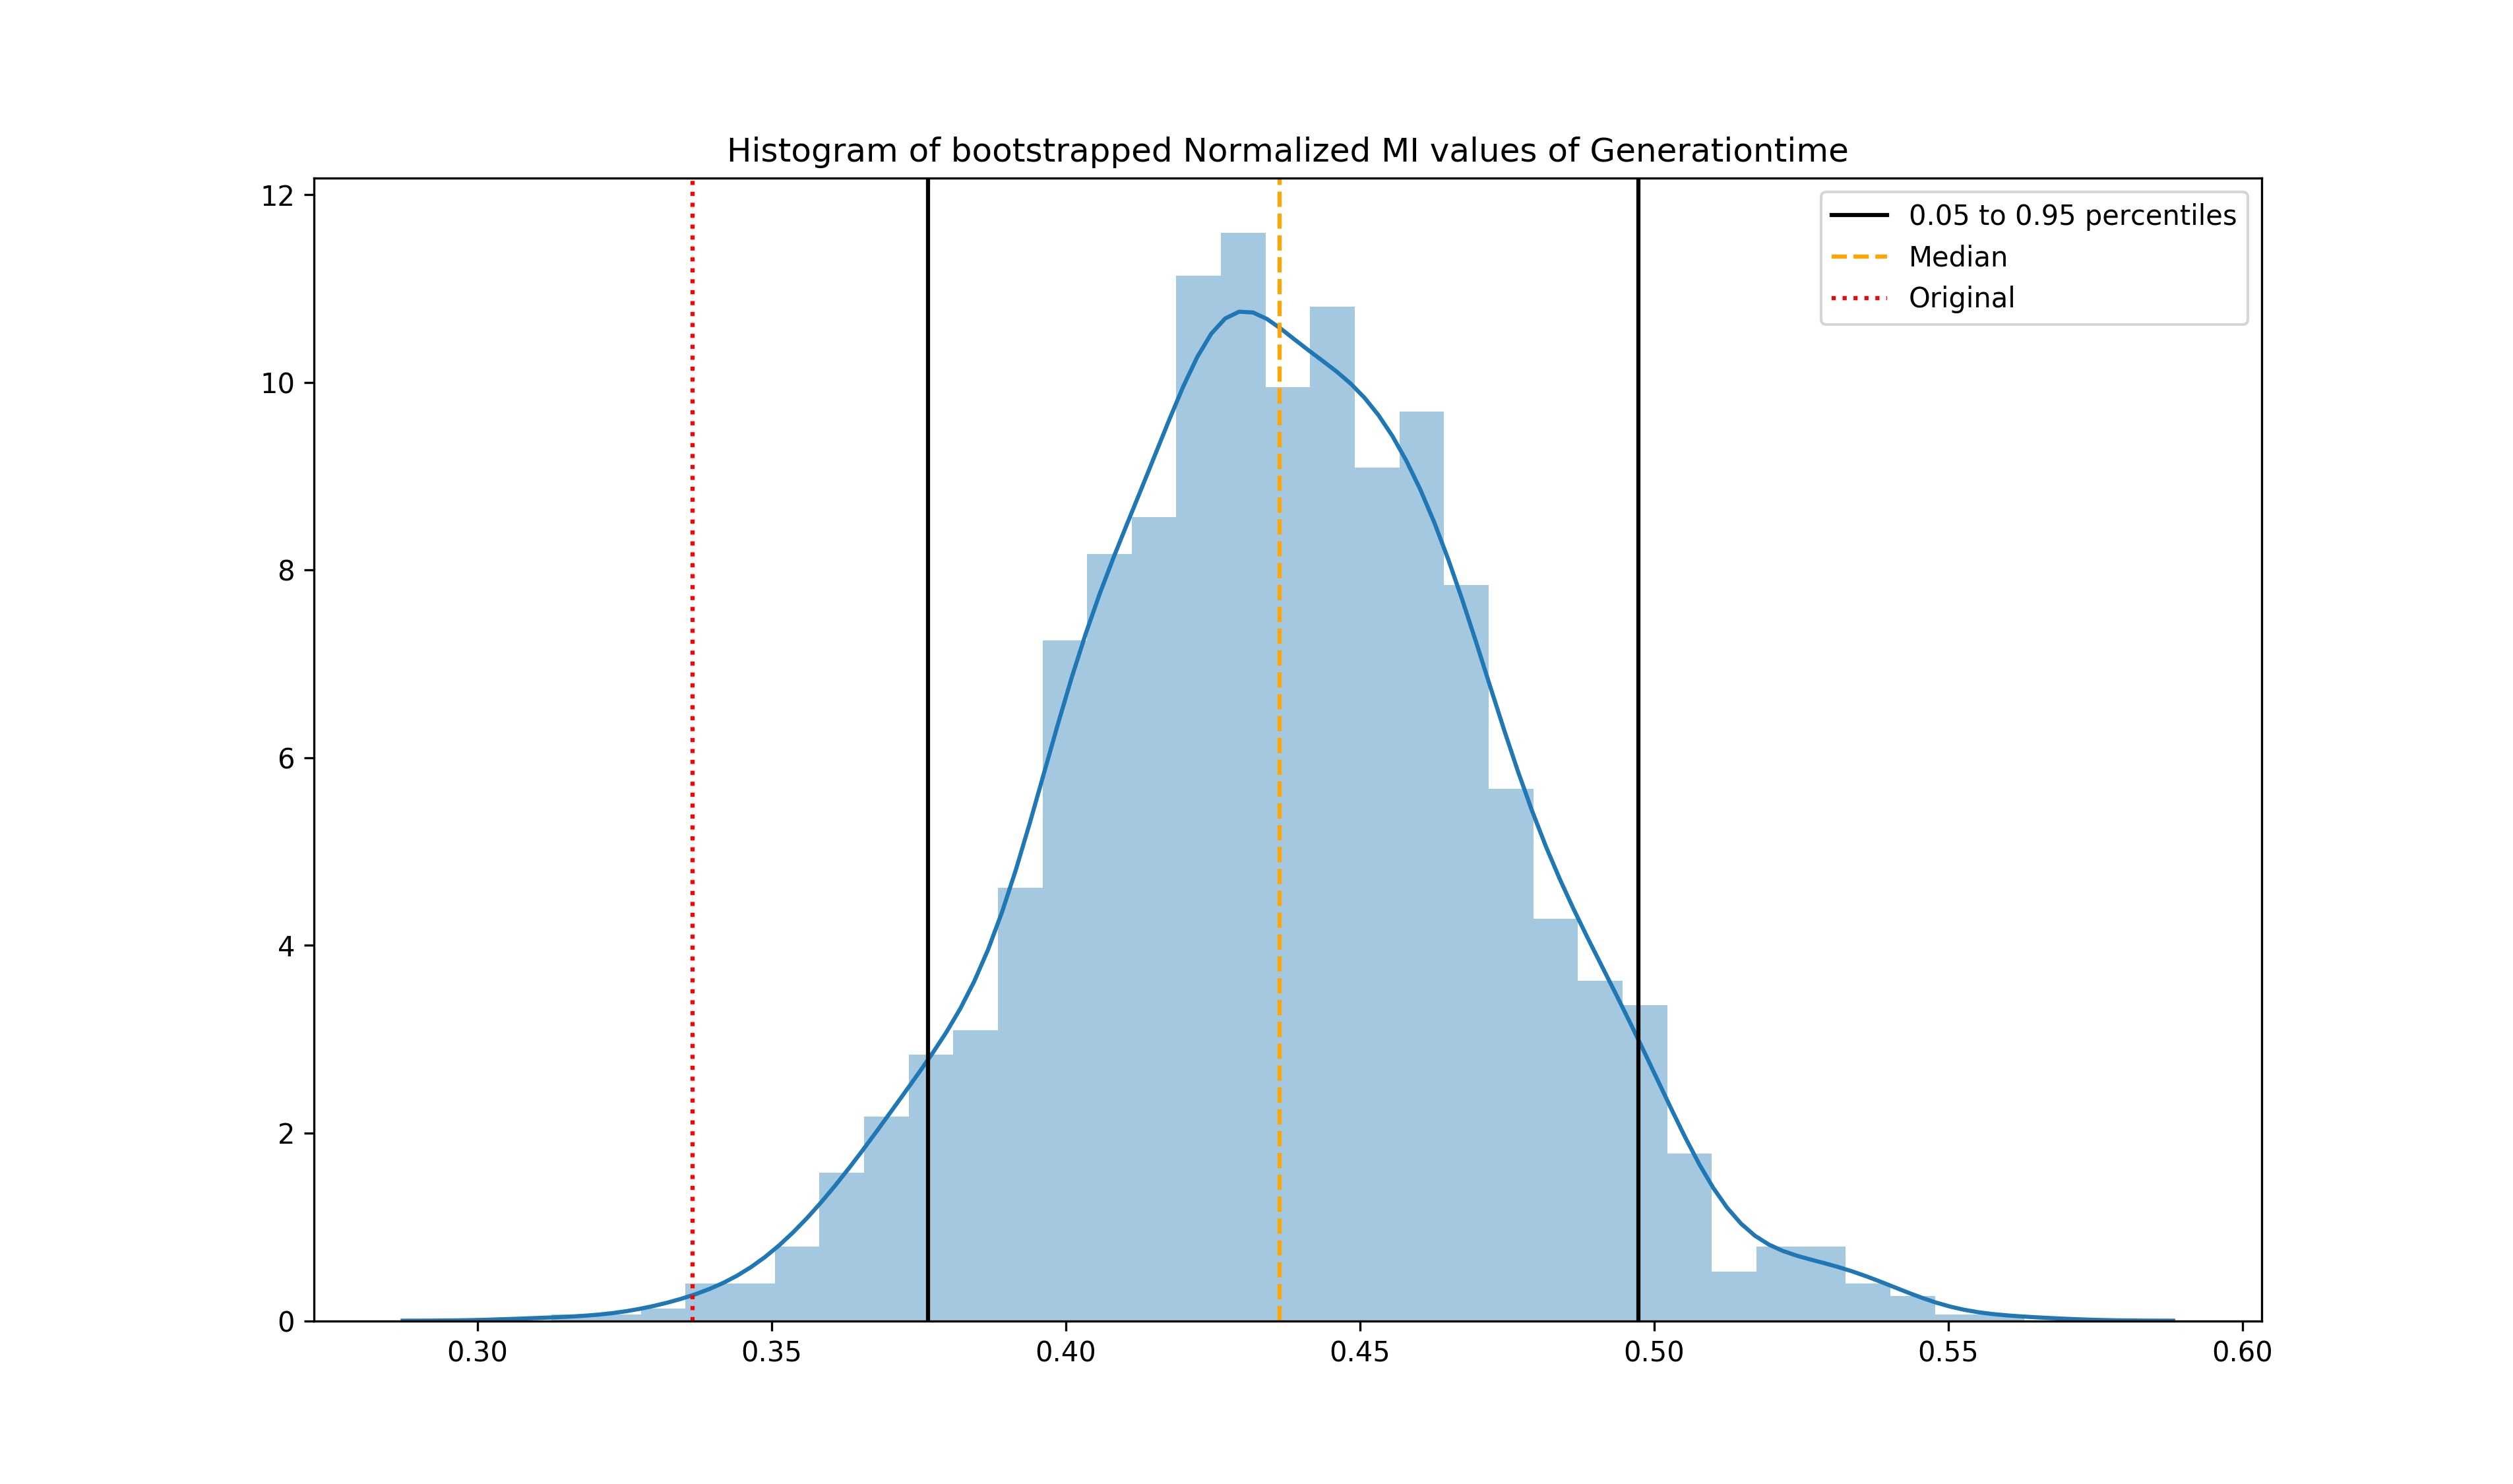 Histogram of bootstrapped Normalized MI values of Generationtime
0.05 to 0.95 percentiles
Median
Original
12
10
8
6
4
2
0
0.30 0.35 0.40 0.45 0.50 0.55 0.60